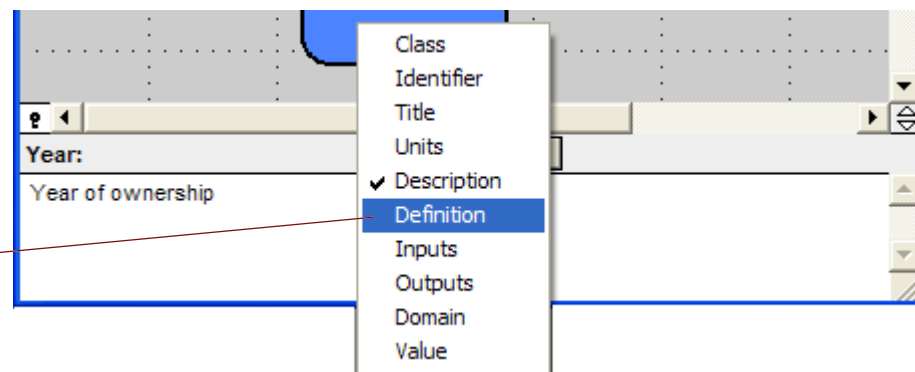 Class
Identifier
Title
Units
Description
Definition
Inputs
Outputs
Domain
Value
?
Year:
Year of ownership